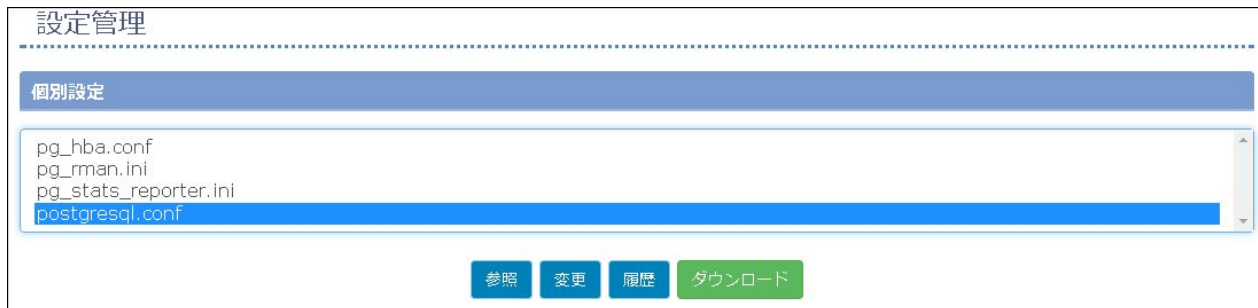 設定管理
個別設定
pg_hba.conf
pg_rman.ini
pg_stats_reporter.ini
postgresql.conf
参照 変更 履歴 ダウンロード